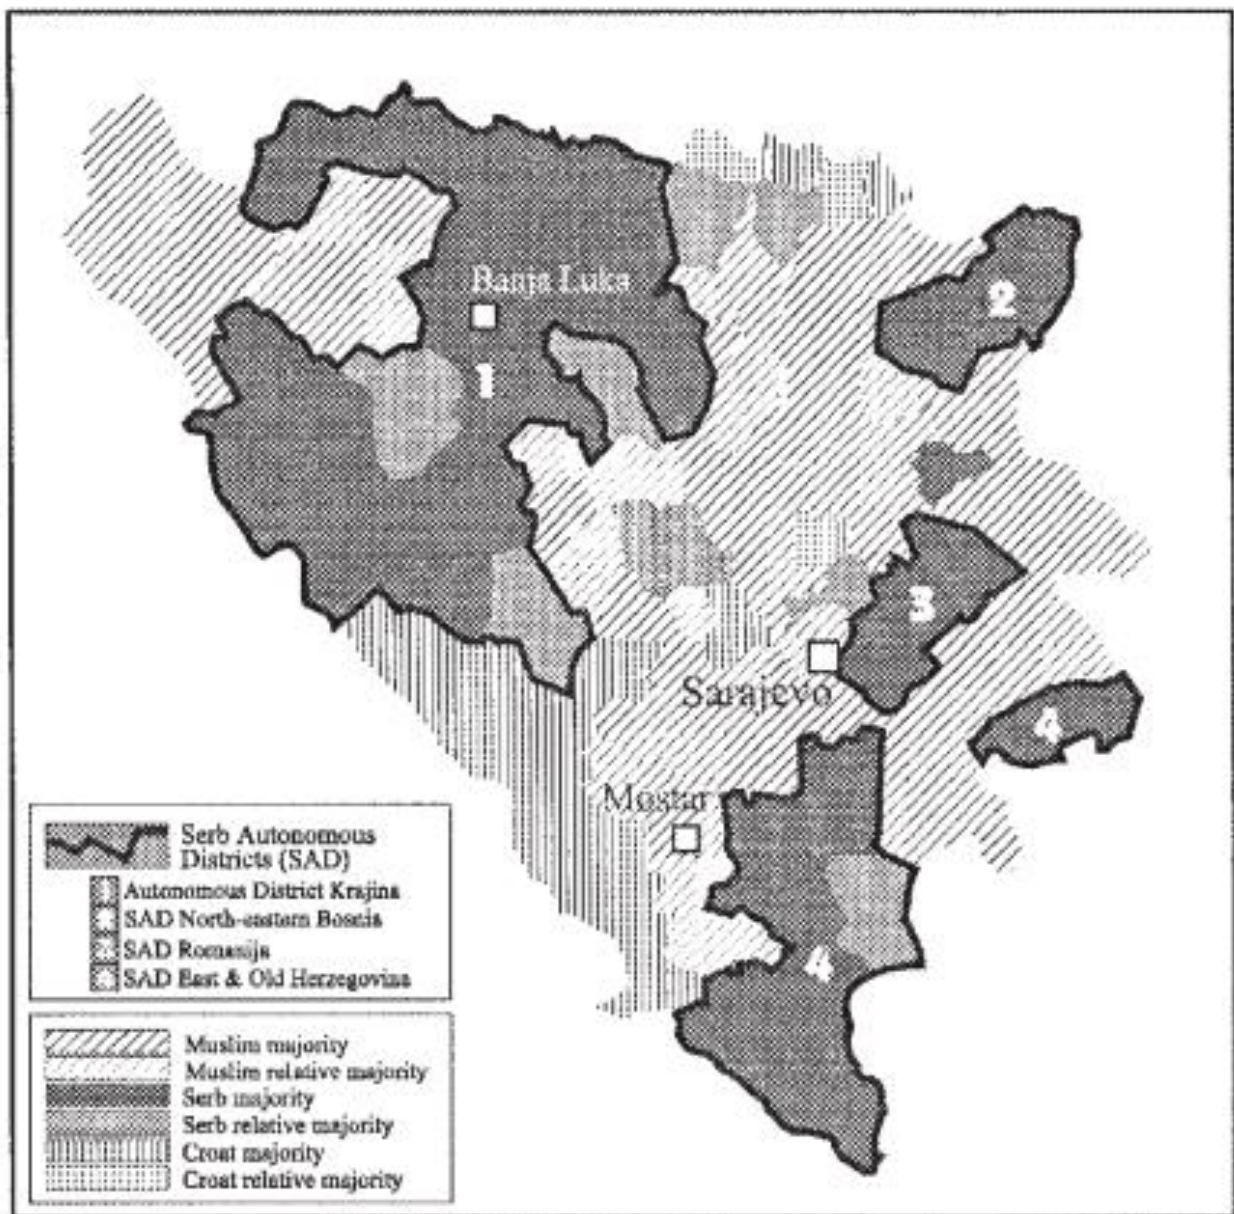 Banja Luka
1
2
3
Sarajevo
4
Mostar
4
Serb Autonomous
Districts (SAD)
Autonomous District Krajina
SAD North-eastern Bosnia
SAD Romanija
SAD East & Old Herzegovina
Muslim majority
Muslim relative majority
Serb majority
Serb relative majority
Croat majority
Croat relative majority